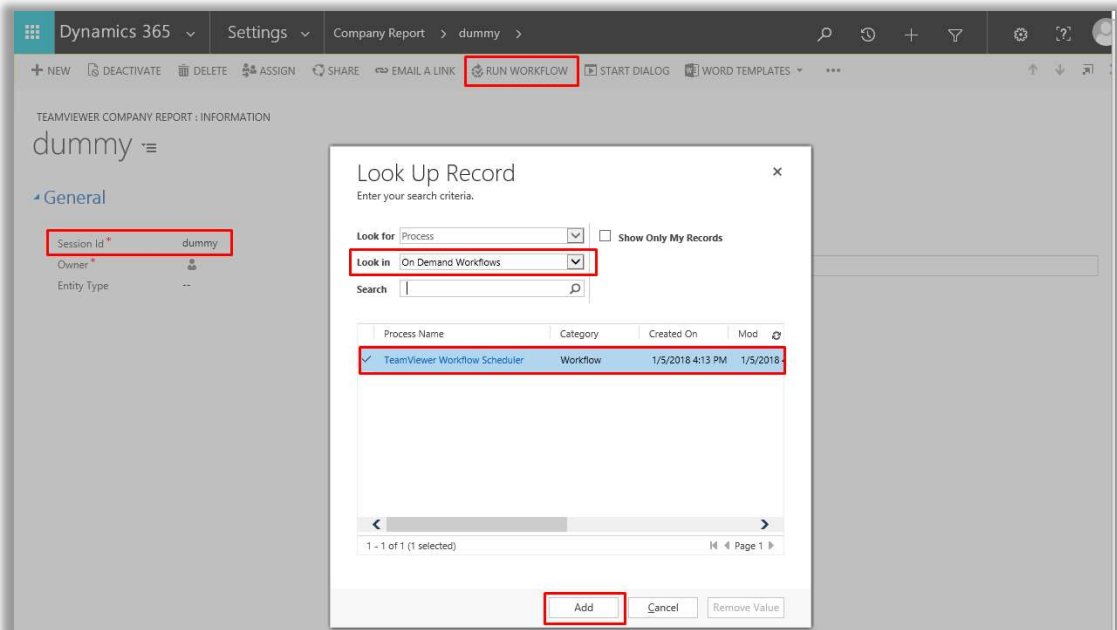 Dynamics 365 Settings Company Report > dummy >
NEW DEACTIVATE DELETE ASSIGN SHARE EMAIL A LINK RUN WORKFLOW START DIALOG WORD TEMPLATES
TEAMVIEWER COMPANY REPORT : INFORMATION
dummy
General
Session Id* dummy
Owner*
Entity Type --
Look Up Record
Enter your search criteria.
Look for Process Show Only My Records
Look in On Demand Workflows
Search
Process Name Category Created On Mod
TeamViewer Workflow Scheduler Workflow 1/5/2018 4:13 PM 1/5/2018
1 - 1 of 1 (1 selected) Page 1
Add Cancel Remove Value